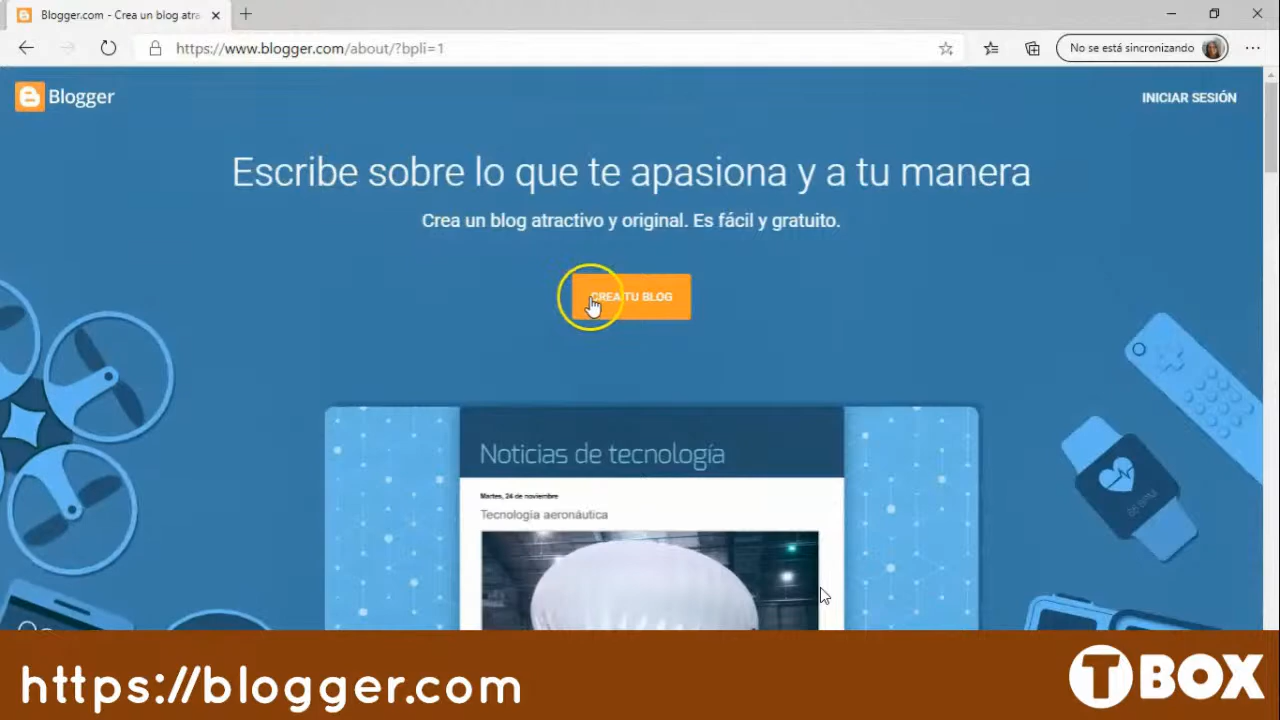 Blogger.com - Crea un blog atra
https://www.blogger.com/about/?bpli=1
No se está sincronizando
Blogger
INICIAR SESIÓN
Escribe sobre lo que te apasiona y a tu manera
Crea un blog atractivo y original. Es fácil y gratuito.
CREA TU BLOG
Noticias de tecnología
Martes, 24 de noviembre
Tecnología aeronáutica
https://blogger.com
T BOX